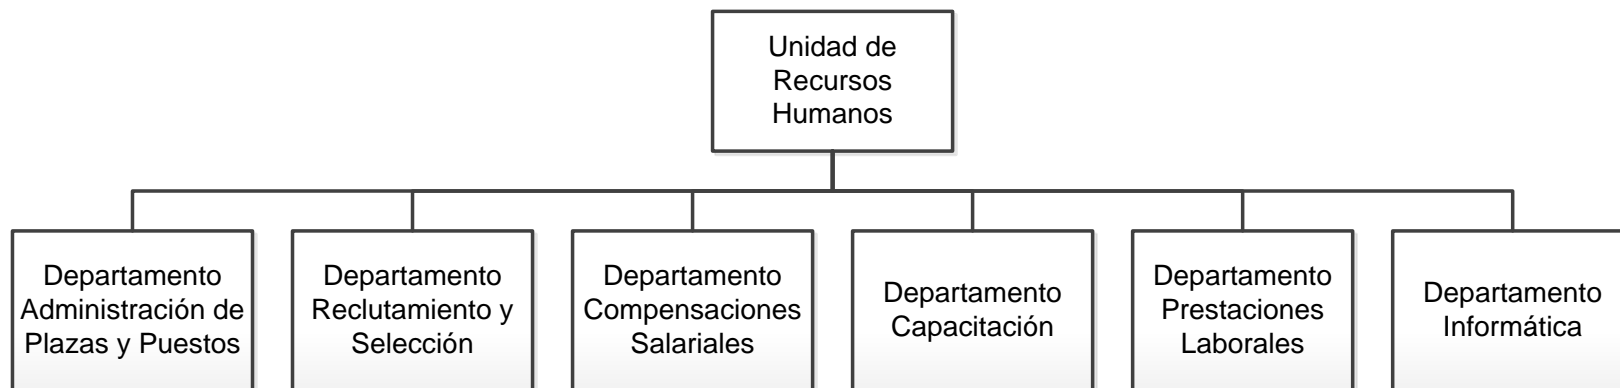 Unidad de
Recursos
Humanos
Departamento
Administración de
Plazas y Puestos
Departamento
Reclutamiento y
Selección
Departamento
Compensaciones
Salariales
Departamento
Capacitación
Departamento
Prestaciones
Laborales
Departamento
Informática